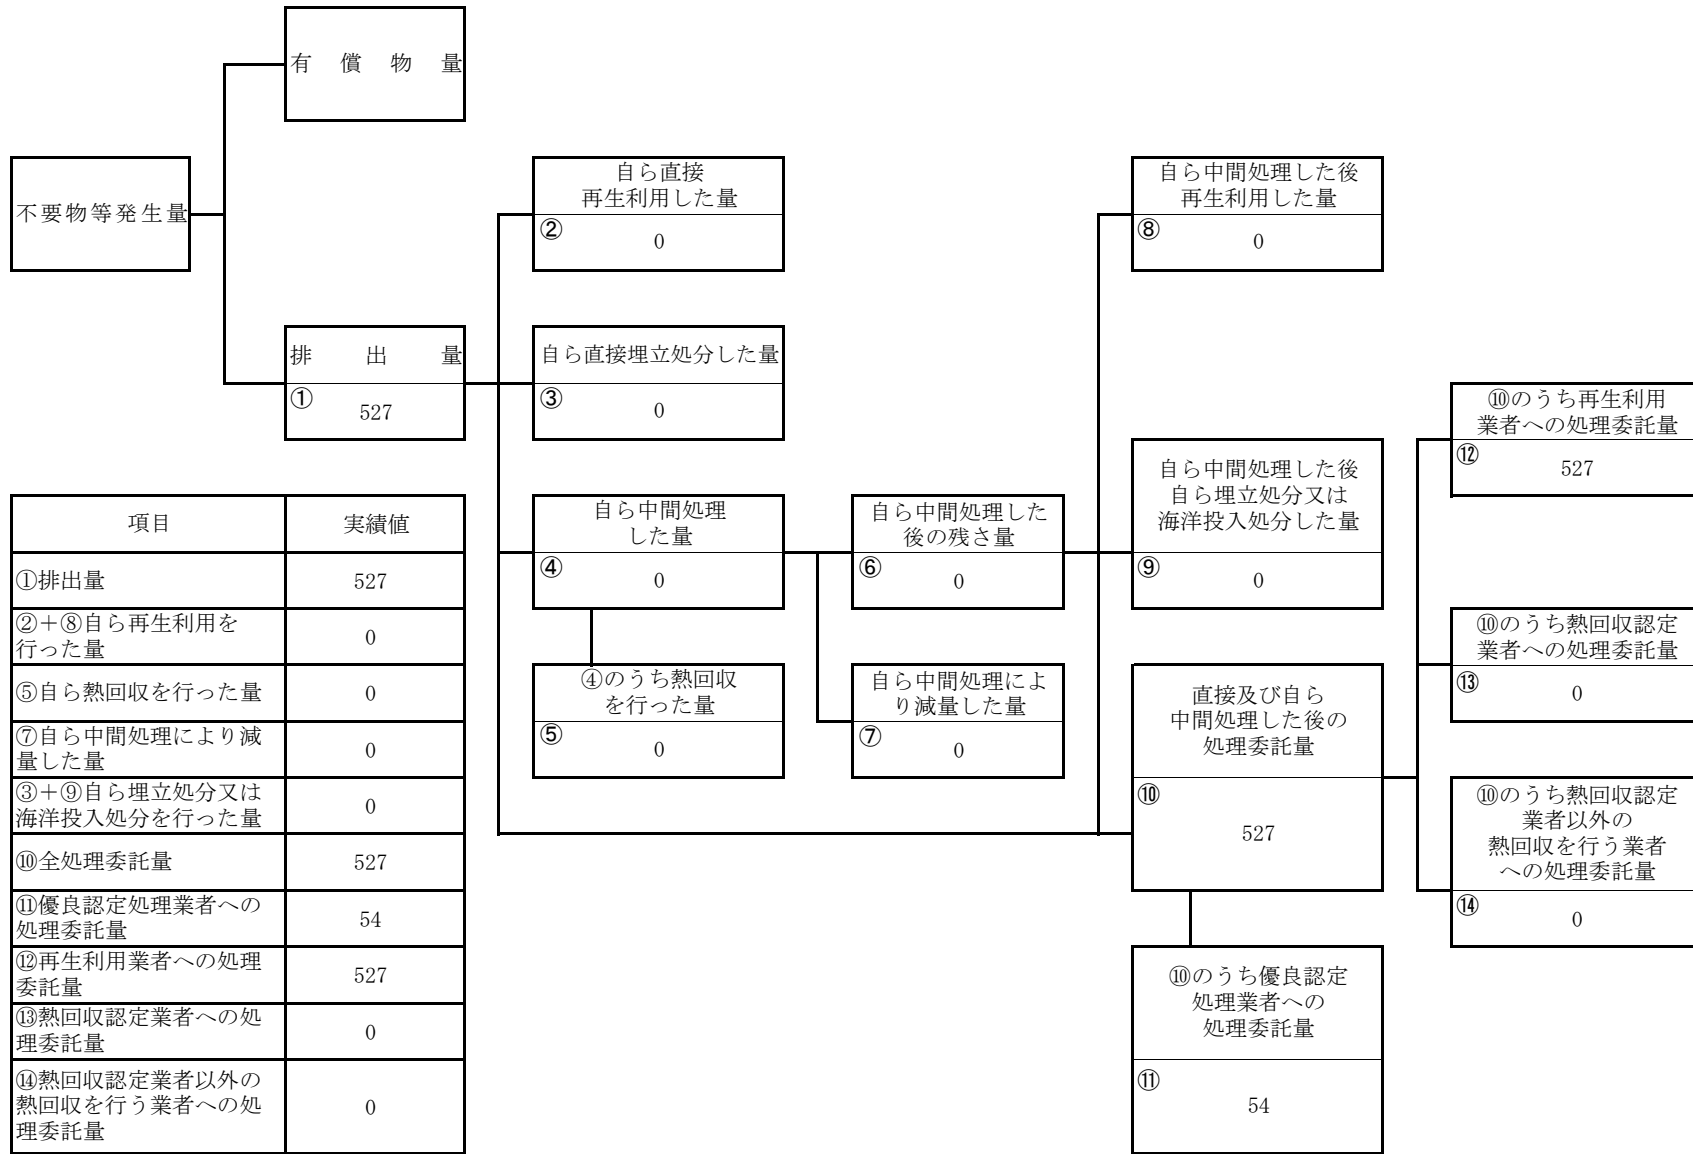 有償物量
不要物等発生量
排出量
①
527
自ら直接
再生利用した量
②
0
自ら直接埋立処分した量
③
0
自ら中間処理
した量
④
0
④のうち熱回収
を行った量
⑤
0
自ら中間処理した
後の残さ量
⑥
0
自ら中間処理によ
り減量した量
⑦
0
自ら中間処理した後
再生利用した量
⑧
0
自ら中間処理した後
自ら埋立処分又は
海洋投入処分した量
⑨
0
直接及び自ら
中間処理した後の
処理委託量
⑩
527
⑩のうち優良認定
処理業者への
処理委託量
⑪
54
⑩のうち再生利用
業者への処理委託量
⑫
527
⑩のうち熱回収認定
業者への処理委託量
⑬
0
⑩のうち熱回収認定
業者以外の
熱回収を行う業者
への処理委託量
⑭
0
項目 実績値
①排出量 527
②＋⑧自ら再生利用を
行った量 0
⑤自ら熱回収を行った量 0
⑦自ら中間処理により減
量した量 0
③＋⑨自ら埋立処分又は
海洋投入処分を行った量 0
⑩全処理委託量 527
⑪優良認定処理業者への
処理委託量 54
⑫再生利用業者への処理
委託量 527
⑬熱回収認定業者への処
理委託量 0
⑭熱回収認定業者以外の
熱回収を行う業者への処
理委託量 0